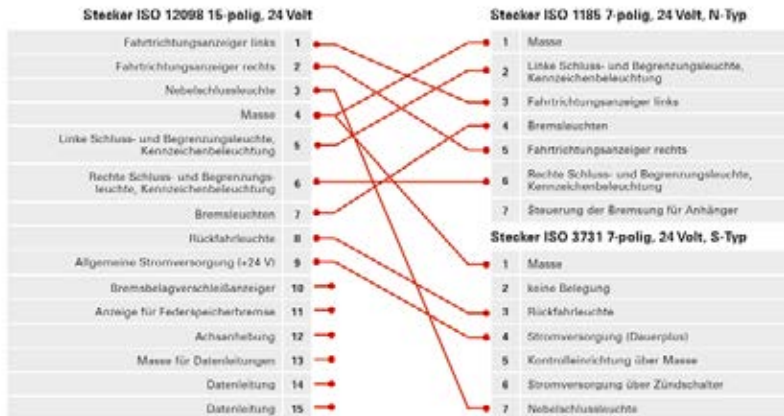 Stecker ISO 12098 15-polig, 24 Volt
Fahrtrichtungsanzeiger links 1
Fahrtrichtungsanzeiger rechts 2
Nebelschlussleuchte 3
Masse 4
Linke Schluss- und Begrenzungsleuchte,
Kennzeichenbeleuchtung 5
Rechte Schluss- und Begrenzungs-
leuchte, Kennzeichenbeleuchtung 6
Bremsleuchten 7
Rückfahrleuchte 8
Allgemeine Stromversorgung (+24 V) 9
Bremsbelagverschleißanzeiger 10
Anzeige für Federspeicherbremse 11
Achsanhebung 12
Masse für Datenleitungen 13
Datenleitung 14
Datenleitung 15
Stecker ISO 1185 7-polig, 24 Volt, N-Typ
1 Masse
2 Linke Schluss- und Begrenzungsleuchte,
Kennzeichenbeleuchtung
3 Fahrtrichtungsanzeiger links
4 Bremsleuchten
5 Fahrtrichtungsanzeiger rechts
6 Rechte Schluss- und Begrenzungsleuchte,
Kennzeichenbeleuchtung
7 Steuerung der Bremsung für Anhänger
Stecker ISO 3731 7-polig, 24 Volt, S-Typ
1 Masse
2 keine Belegung
3 Rückfahrleuchte
4 Stromversorgung (Dauerplus)
5 Kontrolleinrichtung über Masse
6 Stromversorgung über Zündschalter
7 Nebelschlussleuchte